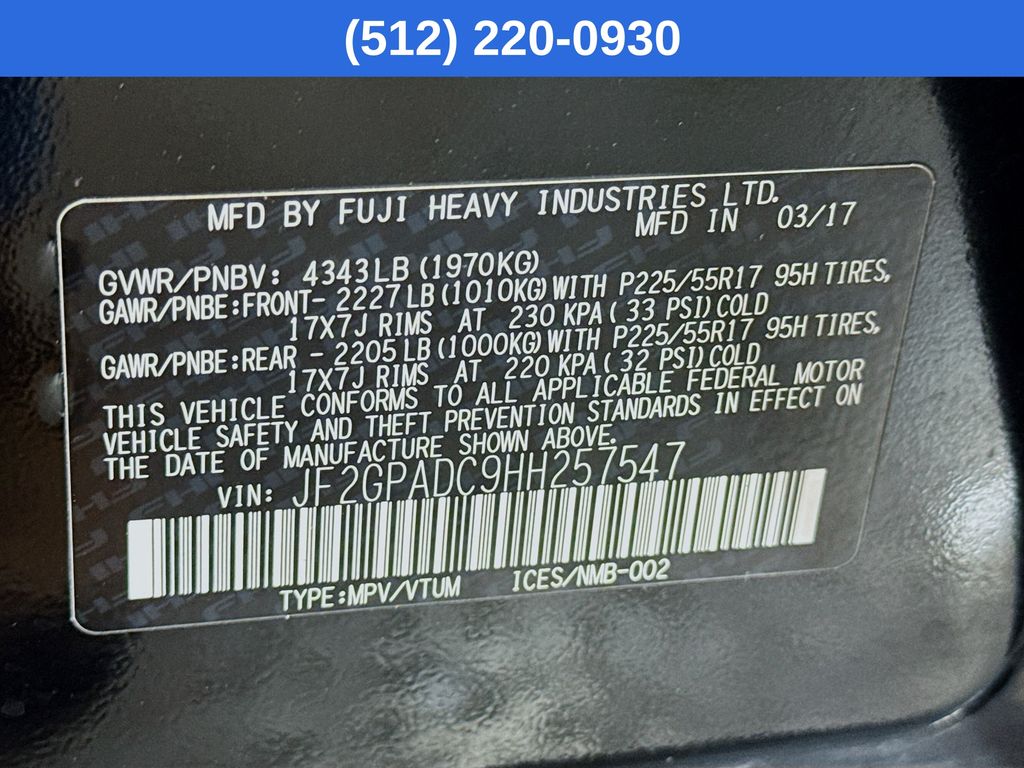 (512) 220-0930
MFD BY FUJI HEAVY INDUSTRIES LTD.
MFD IN 03/17
GVWR/PNBV: 4343LB (1970KG)
GAWR/PNBE:FRONT- 2227LB (1010KG) WITH P225/55R17 95H TIRES,
17X7J RIMS AT 230 KPA ( 33 PSI) COLD
GAWR/PNBE:REAR - 2205LB (1000KG) WITH P225/55R17 95H TIRES,
17X7J RIMS AT 220 KPA ( 32 PSI) COLD
THIS VEHICLE CONFORMS TO ALL APPLICABLE FEDERAL MOTOR
VEHICLE SAFETY AND THEFT PREVENTION STANDARDS IN EFFECT ON
THE DATE OF MANUFACTURE SHOWN ABOVE.
VIN: JF2GPADC9HH257547
TYPE:MPV/VTUM ICES/NMB-002